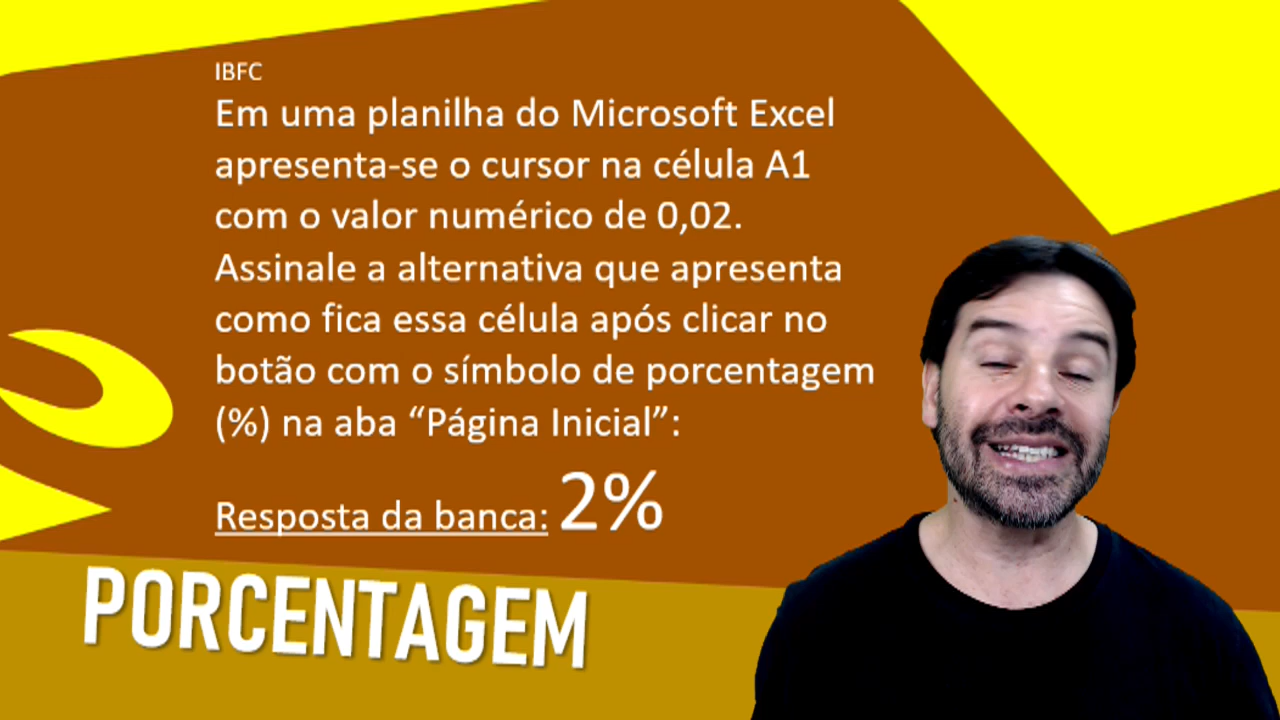 IBFC
Em uma planilha do Microsoft Excel
apresenta-se o cursor na célula A1
com o valor numérico de 0,02.
Assinale a alternativa que apresenta
como fica essa célula após clicar no
botão com o símbolo de porcentagem
(%) na aba “Página Inicial”:
Resposta da banca: 2%
PORCENTAGEM